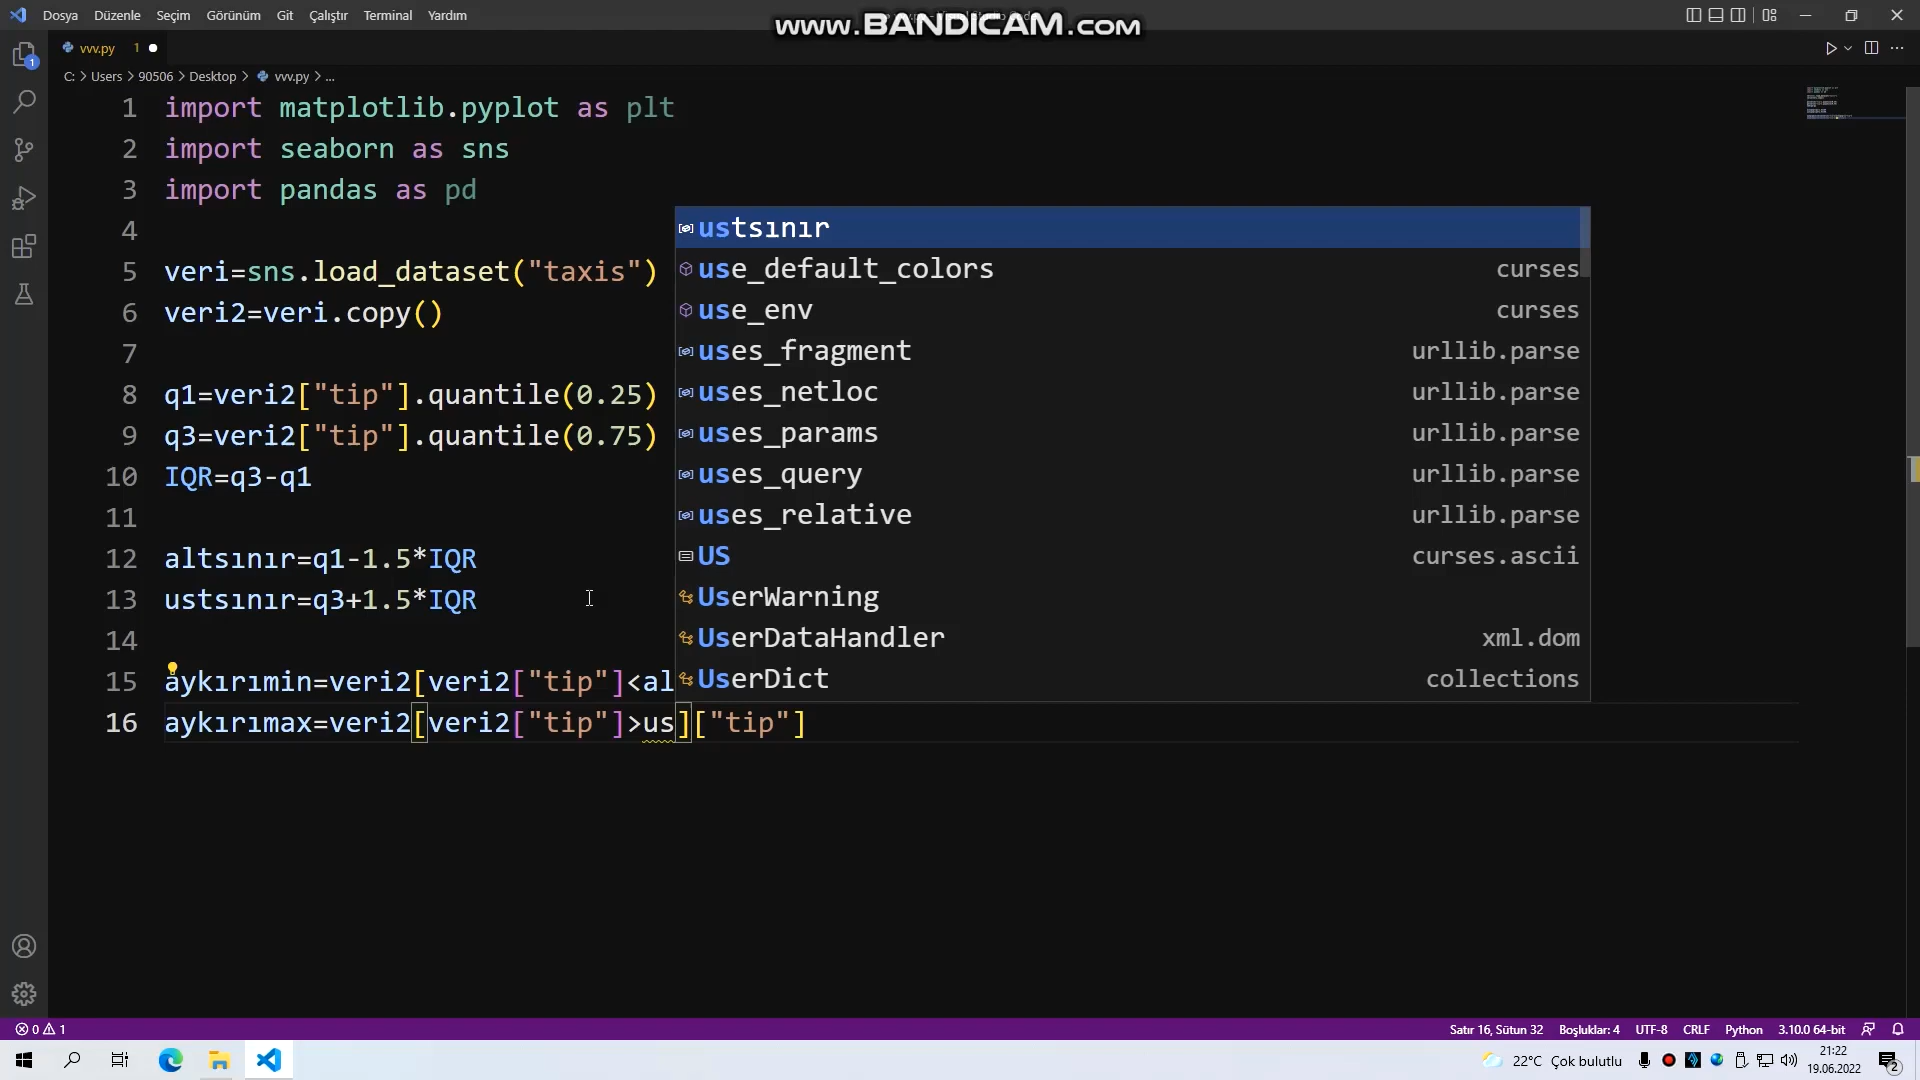 Dosya Düzenle Seçim Görünüm Git Çalıştır Terminal Yardım
www.BANDICAM.com
vvv.py 1
C: > Users > 90506 > Desktop > vvv.py > ...
1 import matplotlib.pyplot as plt
2 import seaborn as sns
3 import pandas as pd
4
5 veri=sns.load_dataset("taxis")
6 veri2=veri.copy()
7
8 q1=veri2["tip"].quantile(0.25)
9 q3=veri2["tip"].quantile(0.75)
10 IQR=q3-q1
11
12 altsınır=q1-1.5*IQR
13 ustsınır=q3+1.5*IQR
14
15 aykırımin=veri2[veri2["tip"]<al
16 aykırımax=veri2[veri2["tip"]>us]["tip"]
ustsınır
use_default_colors curses
use_env curses
uses_fragment urllib.parse
uses_netloc urllib.parse
uses_params urllib.parse
uses_query urllib.parse
uses_relative urllib.parse
US curses.ascii
UserWarning
UserDataHandler xml.dom
UserDict collections
1
0 1
Satır 16, Sütun 32 Boşluklar: 4 UTF-8 CRLF Python 3.10.0 64-bit
22°C Çok bulutlu
21:22
19.06.2022
2